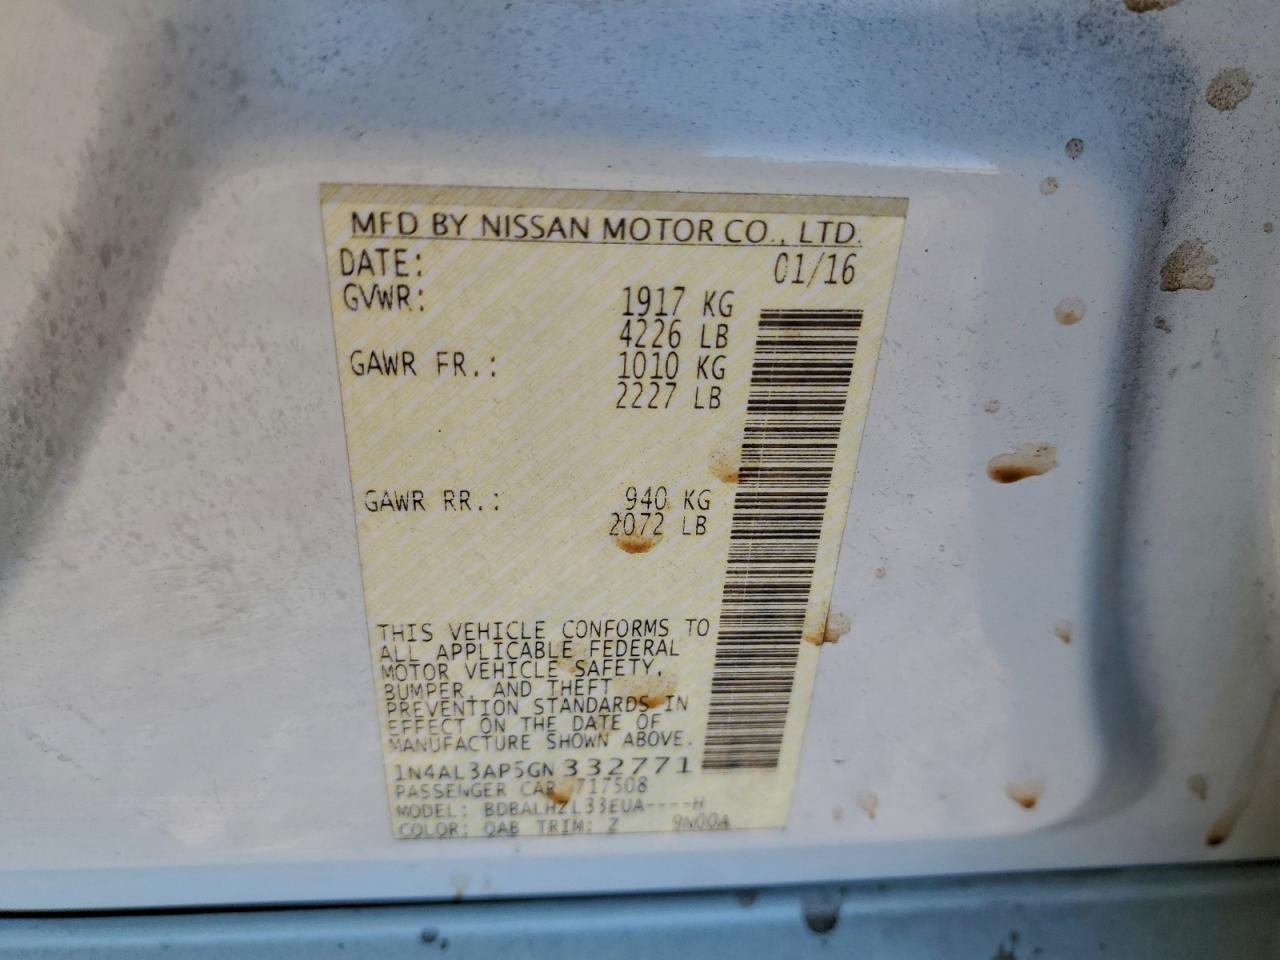 MFD BY NISSAN MOTOR CO., LTD.
DATE: 01/16
GVWR: 1917 KG
4226 LB
GAWR FR.: 1010 KG
2227 LB
GAWR RR.: 940 KG
2072 LB
THIS VEHICLE CONFORMS TO
ALL APPLICABLE FEDERAL
MOTOR VEHICLE SAFETY,
BUMPER, AND THEFT
PREVENTION STANDARDS IN
EFFECT ON THE DATE OF
MANUFACTURE SHOWN ABOVE.
1N4AL3AP5GN332771
PASSENGER CAR 717508
MODEL: BDBALHZL33EUA----H
COLOR: QAB TRIM: Z 9N00A